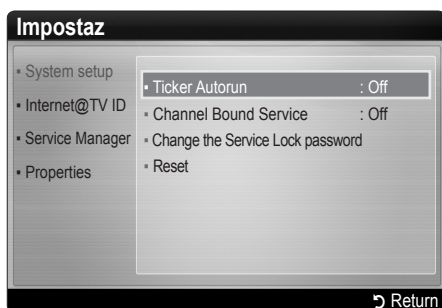 Impostaz
▪ System setup
▪ Internet@TV ID
▪ Service Manager
▪ Properties
▪ Ticker Autorun : Off
▪ Channel Bound Service : Off
▪ Change the Service Lock password
▪ Reset
Return